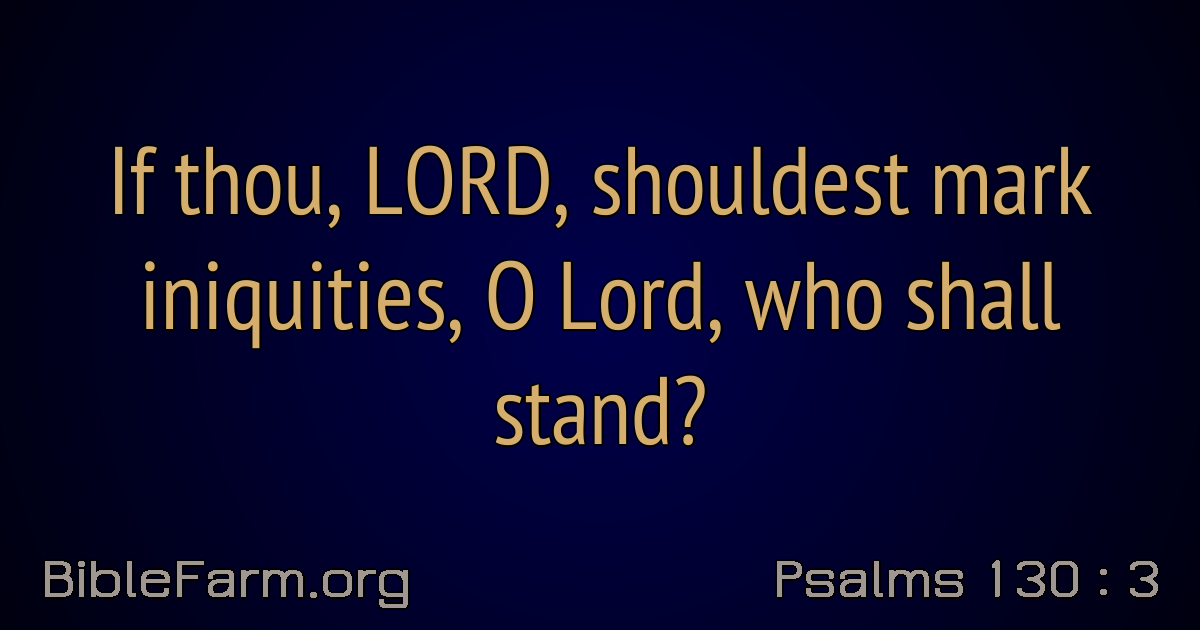 If thou, LORD, shouldest mark
iniquities, O Lord, who shall
stand?
BibleFarm.org
Psalms 130 : 3